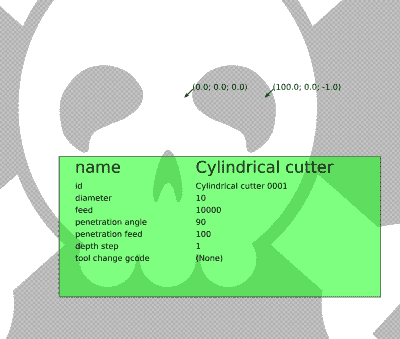 (0.0; 0.0; 0.0) (100.0; 0.0; -1.0)
name Cylindrical cutter
id Cylindrical cutter 0001
diameter 10
feed 10000
penetration angle 90
penetration feed 100
depth step 1
tool change gcode (None)